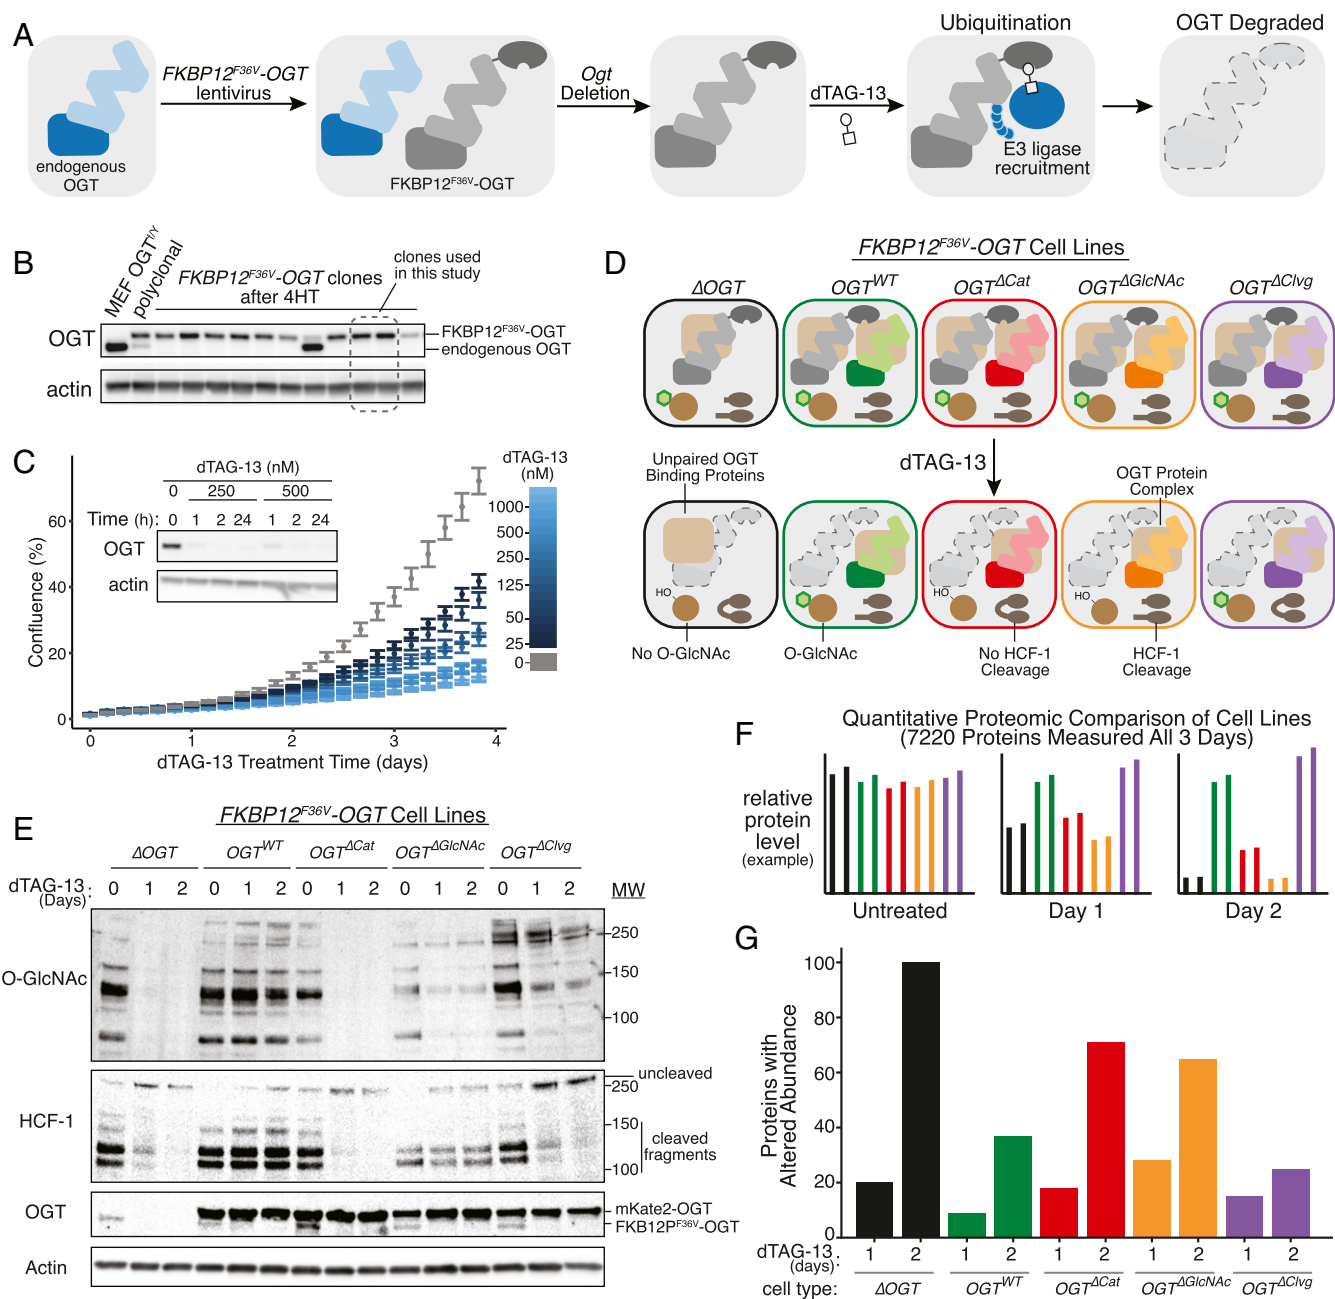 A
FKBP12F36V-OGT
lentivirus
Ogt
Deletion
dTAG-13
Ubiquitination
OGT Degraded
endogenous
OGT
FKBP12F36V-OGT
E3 ligase
recruitment
B
MEF OGTf/Y
polyclonal
FKBP12F36V-OGT clones
after 4HT
clones used
in this study
OGT
FKBP12F36V-OGT
endogenous OGT
actin
C
dTAG-13 (nM)
0 250 500
Time (h): 0 1 2 24 1 2 24
OGT
actin
dTAG-13
(nM)
1000
500
250
125
50
25
0
Confluence (%)
60
40
20
0
0 1 2 3 4
dTAG-13 Treatment Time (days)
D
FKBP12F36V-OGT Cell Lines
ΔOGT OGTWT OGTΔCat OGTΔGlcNAc OGTΔClvg
dTAG-13
Unpaired OGT
Binding Proteins
OGT Protein
Complex
HO
HO
HO
No O-GlcNAc
O-GlcNAc
No HCF-1
Cleavage
HCF-1
Cleavage
E
FKBP12F36V-OGT Cell Lines
ΔOGT OGTWT OGTΔCat OGTΔGlcNAc OGTΔClvg
dTAG-13 : 0 1 2 0 1 2 0 1 2 0 1 2 0 1 2 MW
(Days)
O-GlcNAc
250
150
100
HCF-1
uncleaved
250
150
cleaved
fragments
100
OGT
mKate2-OGT
FKB12PF36V-OGT
Actin
F
Quantitative Proteomic Comparison of Cell Lines
(7220 Proteins Measured All 3 Days)
relative
protein
level
(example)
Untreated Day 1 Day 2
G
Proteins with
Altered Abundance
100
80
60
40
20
0
dTAG-13 : 1 2 1 2 1 2 1 2 1 2
(days)
cell type: ΔOGT OGTWT OGTΔCat OGTΔGlcNAc OGTΔClvg